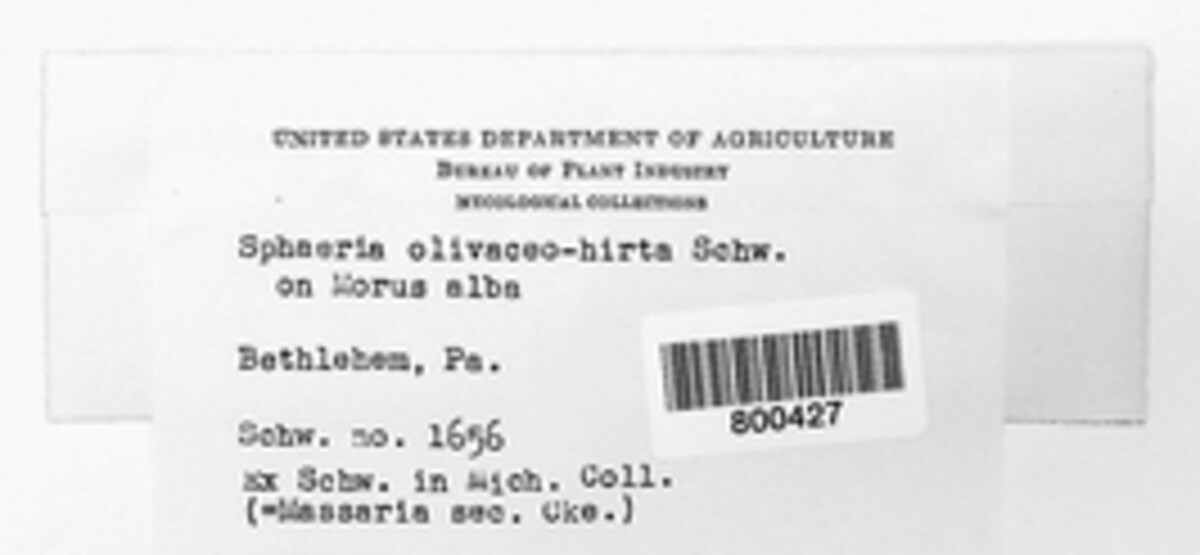 UNITED STATES DEPARTMENT OF AGRICULTURE
BUREAU OF PLANT INDUSTRY
MYCOLOGICAL COLLECTIONS
Sphaeria olivaceo-hirta Schw.
on Morus alba
Bethlehem, Pa.
800427
Schw. no. 1656
Ex Schw. in Mich. Coll.
(=Massaria sec. Cke.)